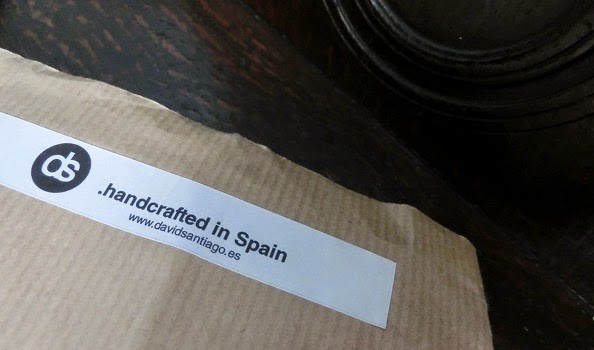 ds
.handcrafted in Spain
www.davidsantiago.es